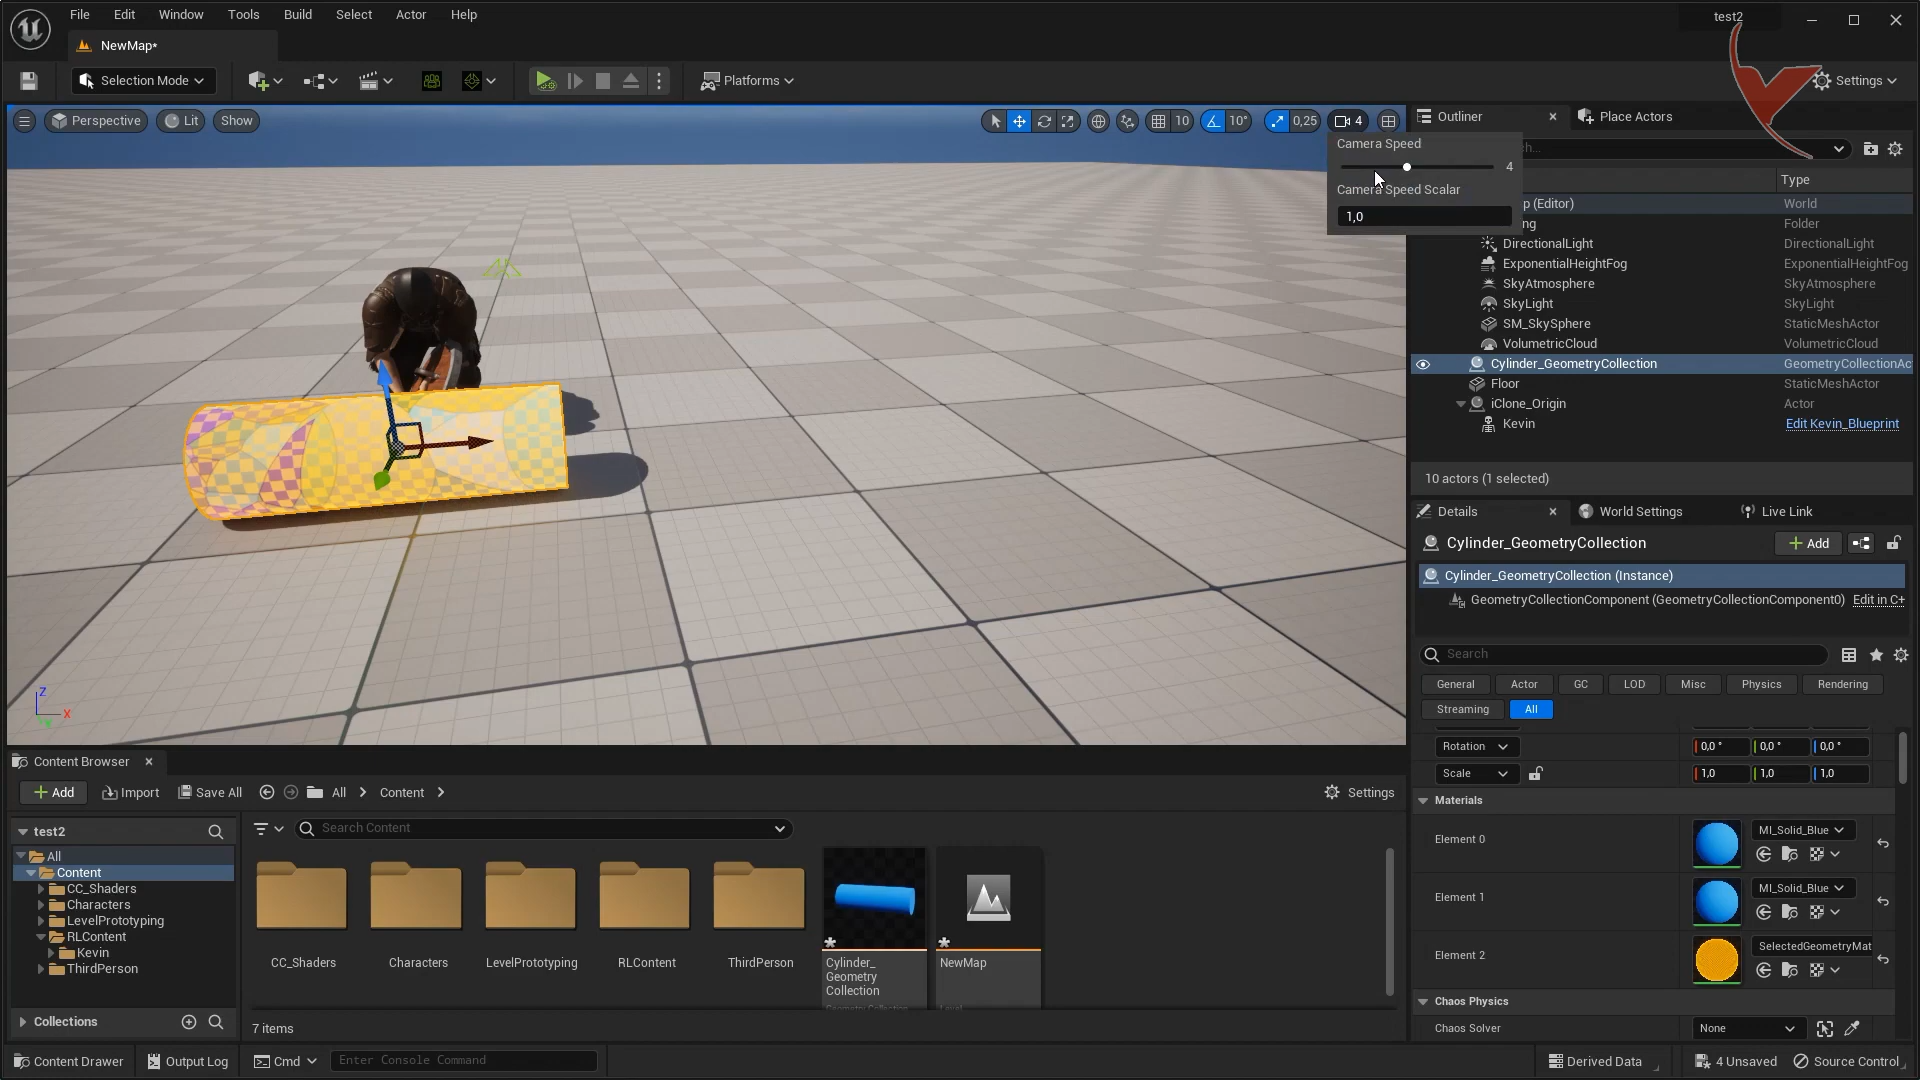 File Edit Window Tools Build Select Actor Help
test2
NewMap*
Selection Mode
Platforms
Settings
Perspective Lit Show
10 10° 0,25 4
Camera Speed
4
Camera Speed Scalar
1,0
Outliner
Place Actors
Type
(Editor) World
Folder
DirectionalLight DirectionalLight
ExponentialHeightFog ExponentialHeightFog
SkyAtmosphere SkyAtmosphere
SkyLight SkyLight
SM_SkySphere StaticMeshActor
VolumetricCloud VolumetricCloud
Cylinder_GeometryCollection GeometryCollectionAc
Floor StaticMeshActor
iClone_Origin Actor
Kevin Edit Kevin_Blueprint
10 actors (1 selected)
Details World Settings Live Link
Cylinder_GeometryCollection
Add
Cylinder_GeometryCollection (Instance)
GeometryCollectionComponent (GeometryCollectionComponent0) Edit in C+
Search
General Actor GC LOD Misc Physics Rendering
Streaming All
Rotation 0,0 ° 0,0 ° 0,0 °
Scale 1,0 1,0 1,0
Materials
Element 0 MI_Solid_Blue
Element 1 MI_Solid_Blue
Element 2 SelectedGeometryMat
Chaos Physics
Chaos Solver None
Z
X
Content Browser
Add Import Save All All Content Settings
test2
Search Content
All
Content
CC_Shaders
Characters
LevelPrototyping
RLContent
Kevin
ThirdPerson
Collections
CC_Shaders
Characters
LevelPrototyping
RLContent
ThirdPerson
Cylinder_
Geometry
Collection
NewMap
7 items
Content Drawer Output Log Cmd Enter Console Command Derived Data 4 Unsaved Source Control